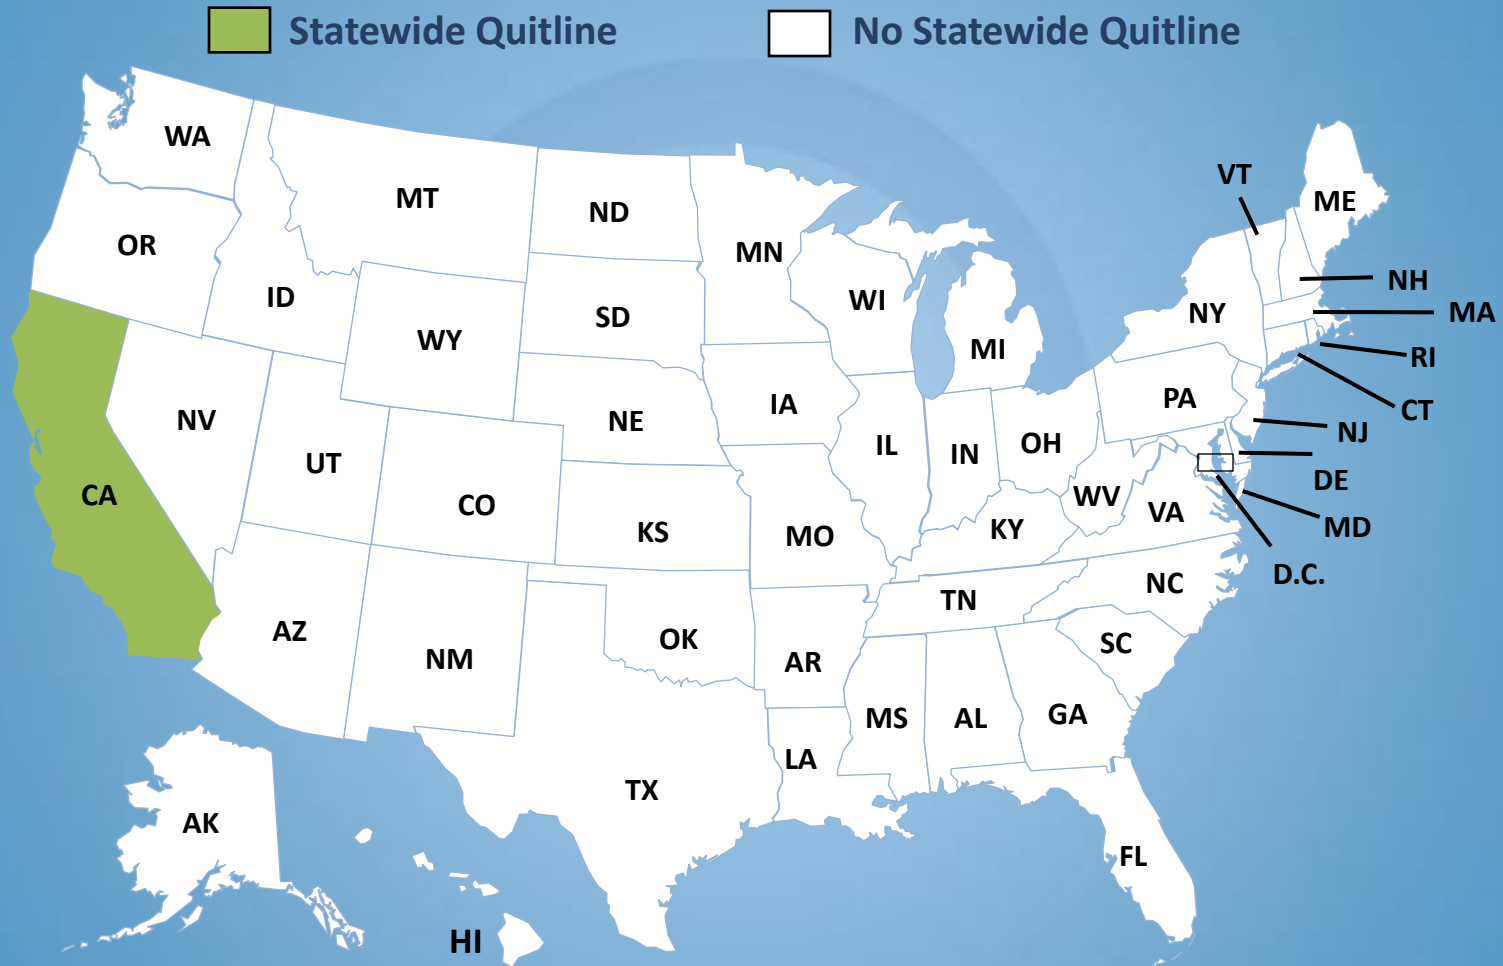 Statewide Quitline
No Statewide Quitline
WA
OR
CA
NV
ID
MT
WY
UT
AZ
CO
NM
ND
SD
NE
KS
OK
TX
MN
IA
MO
AR
LA
WI
IL
MI
IN
OH
KY
TN
MS
AL
GA
FL
SC
NC
VA
WV
PA
NY
VT
ME
NH
MA
RI
CT
NJ
DE
MD
D.C.
AK
HI